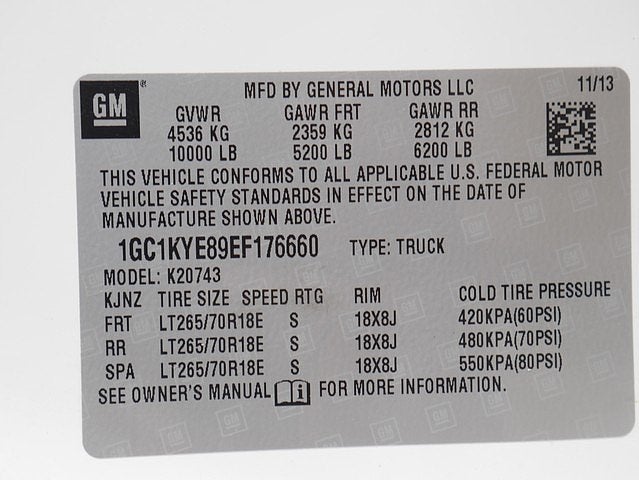 GM
MFD BY GENERAL MOTORS LLC 11/13
GVWR GAWR FRT GAWR RR
4536 KG 2359 KG 2812 KG
10000 LB 5200 LB 6200 LB
THIS VEHICLE CONFORMS TO ALL APPLICABLE U.S. FEDERAL MOTOR
VEHICLE SAFETY STANDARDS IN EFFECT ON THE DATE OF
MANUFACTURE SHOWN ABOVE.
1GC1KYE89EF176660 TYPE: TRUCK
MODEL: K20743
KJNZ TIRE SIZE SPEED RTG RIM COLD TIRE PRESSURE
FRT LT265/70R18E S 18X8J 420KPA(60PSI)
RR LT265/70R18E S 18X8J 480KPA(70PSI)
SPA LT265/70R18E S 18X8J 550KPA(80PSI)
SEE OWNER'S MANUAL i FOR MORE INFORMATION.